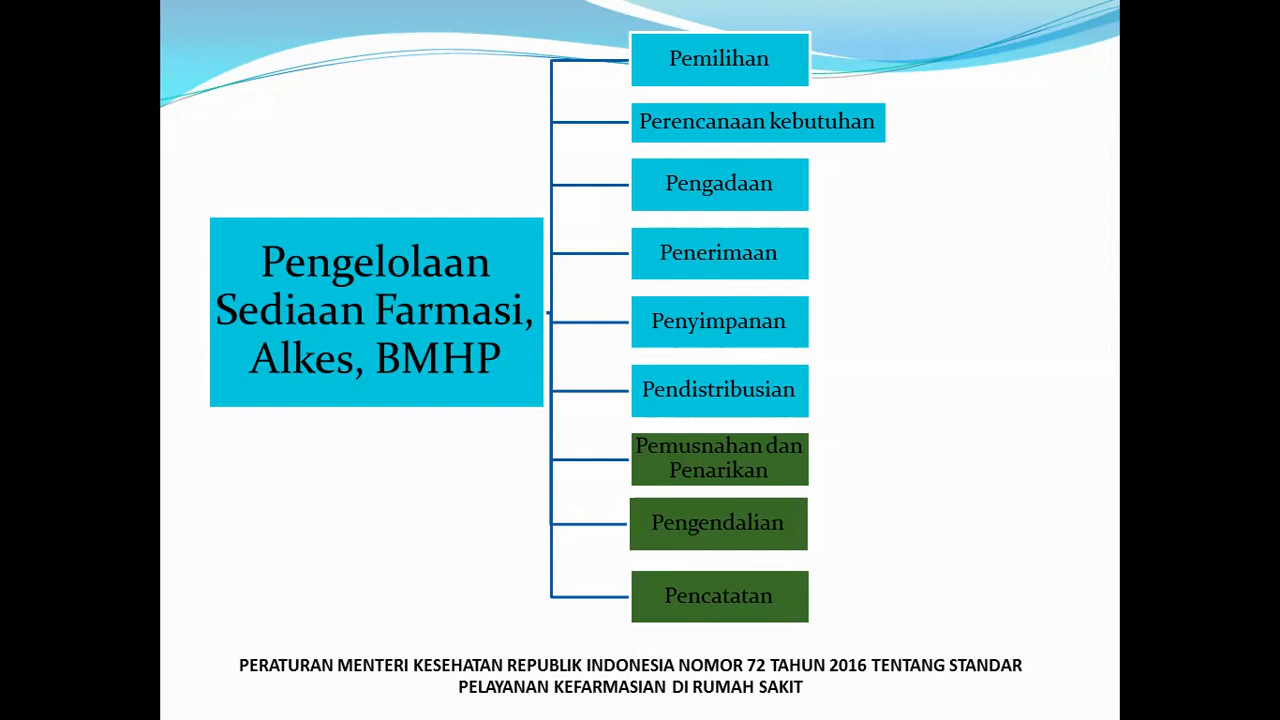 Pengelolaan
Sediaan Farmasi,
Alkes, BMHP
Pemilihan
Perencanaan kebutuhan
Pengadaan
Penerimaan
Penyimpanan
Pendistribusian
Pemusnahan dan
Penarikan
Pengendalian
Pencatatan
PERATURAN MENTERI KESEHATAN REPUBLIK INDONESIA NOMOR 72 TAHUN 2016 TENTANG STANDAR
PELAYANAN KEFARMASIAN DI RUMAH SAKIT